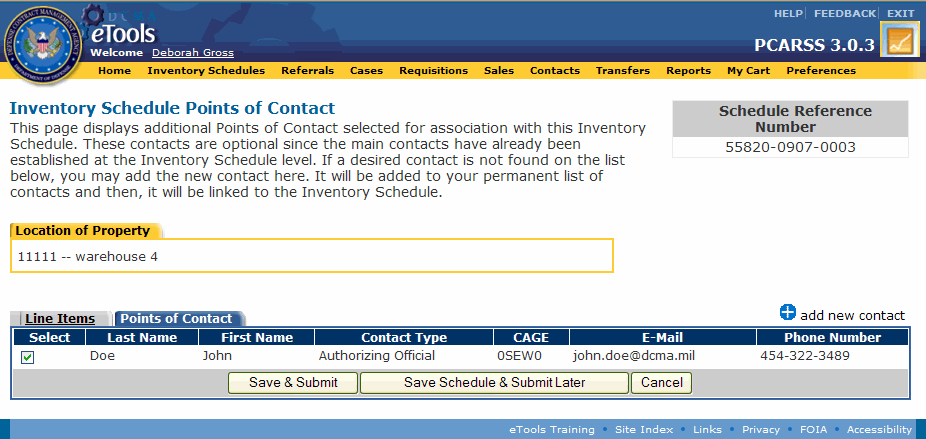 HELP | FEEDBACK | EXIT
DCMA
eTools
Welcome Deborah Gross
PCARSS 3.0.3
DEFENSE CONTRACT MANAGEMENT AGENCY
DEPARTMENT OF DEFENSE
Home Inventory Schedules Referrals Cases Requisitions Sales Contacts Transfers Reports My Cart Preferences
Inventory Schedule Points of Contact
This page displays additional Points of Contact selected for association with this Inventory
Schedule. These contacts are optional since the main contacts have already been
established at the Inventory Schedule level. If a desired contact is not found on the list
below, you may add the new contact here. It will be added to your permanent list of
contacts and then, it will be linked to the Inventory Schedule.
Schedule Reference
Number
55820-0907-0003
Location of Property
11111 -- warehouse 4
Line Items Points of Contact
add new contact
Select Last Name First Name Contact Type CAGE E-Mail Phone Number
Doe John Authorizing Official 0SEW0 john.doe@dcma.mil 454-322-3489
Save & Submit Save Schedule & Submit Later Cancel
eTools Training • Site Index • Links • Privacy • FOIA • Accessibility